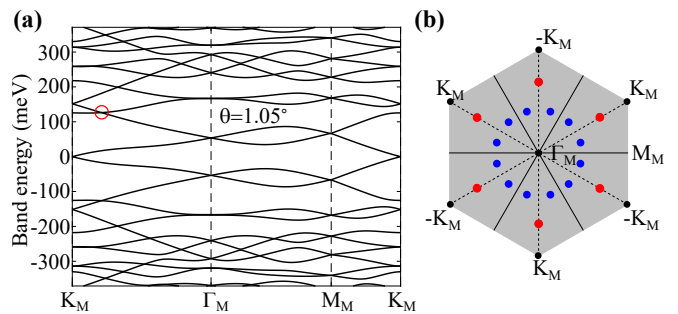 (a)
Band energy (meV)
300
200
100
0
-100
-200
-300
θ=1.05°
K_M
Γ_M
M_M
K_M
(b)
-K_M
K_M
K_M
Γ_M
M_M
-K_M
-K_M
K_M